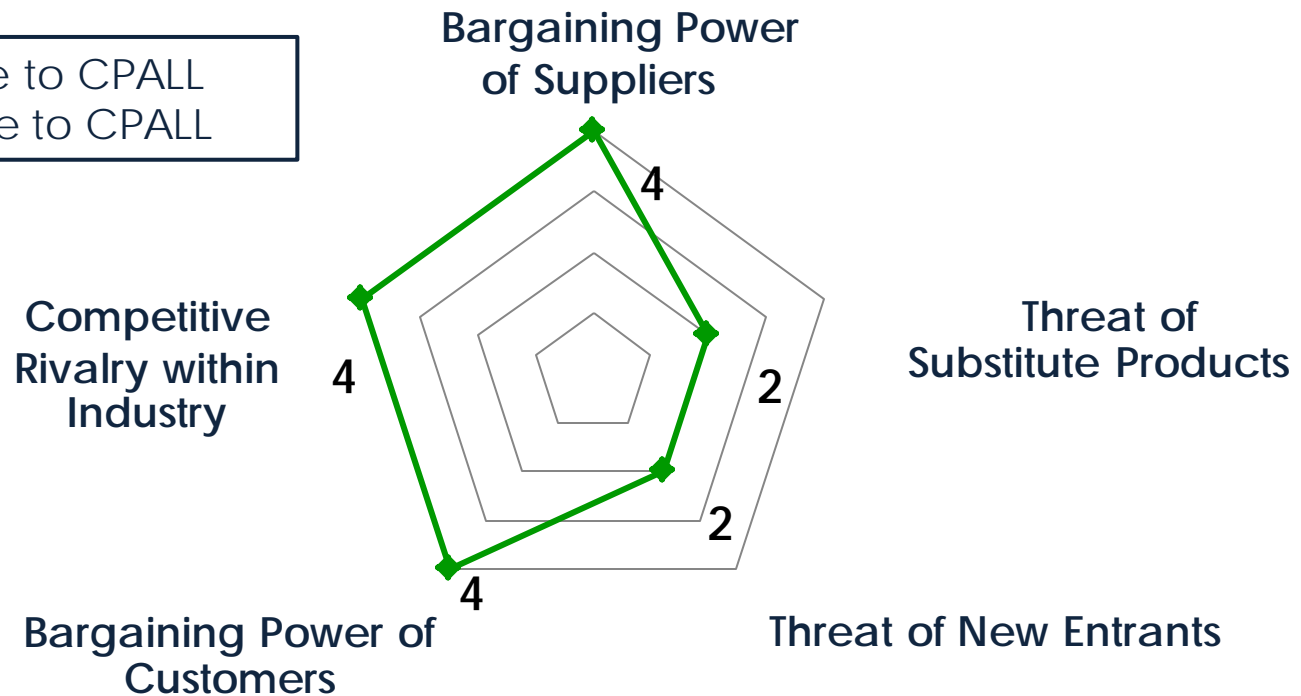 Bargaining Power
of Suppliers
to CPALL
to CPALL
4
Competitive
Rivalry within
Industry
4
Threat of
Substitute Products
2
2
4
Bargaining Power of
Customers
Threat of New Entrants